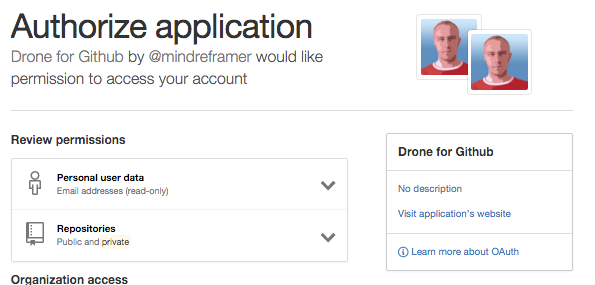 Authorize application
Drone for Github by @mindreframer would like
permission to access your account
Review permissions
Personal user data
Email addresses (read-only)
Repositories
Public and private
Organization access
Drone for Github
No description
Visit application's website
Learn more about OAuth